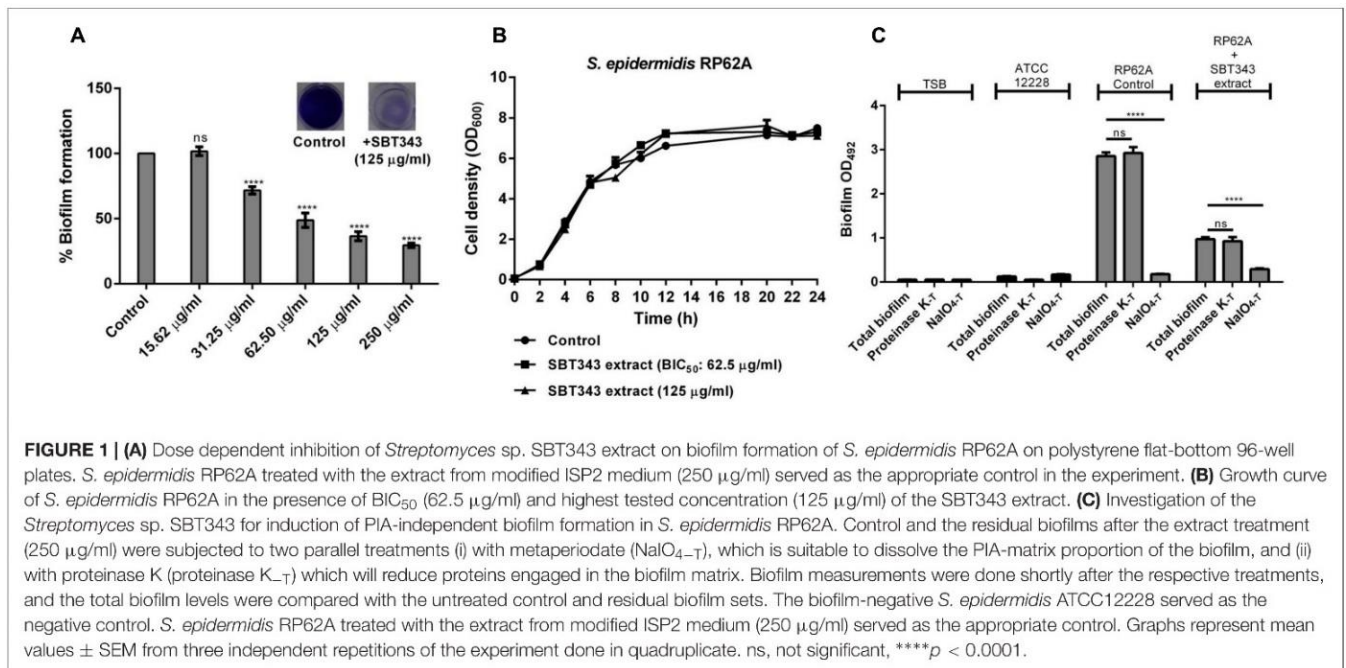 A
150
100
50
0
% Biofilm formation
ns
****
****
****
****
Control
+SBT343
(125 µg/ml)
Control
15.62 µg/ml
31.25 µg/ml
62.50 µg/ml
125 µg/ml
250 µg/ml
B
S. epidermidis RP62A
10
8
6
4
2
0
Cell density (OD600)
0 2 4 6 8 10 12 14 16 18 20 22 24
Time (h)
Control
SBT343 extract (BIC50: 62.5 µg/ml)
SBT343 extract (125 µg/ml)
C
TSB
ATCC
12228
RP62A
Control
RP62A
+
SBT343
extract
4
3
2
1
0
Biofilm OD492
****
ns
****
ns
Total biofilm
Proteinase K-T
NaIO4-T
Total biofilm
Proteinase K-T
NaIO4-T
Total biofilm
Proteinase K-T
NaIO4-T
Total biofilm
Proteinase K-T
NaIO4-T
FIGURE 1 | (A) Dose dependent inhibition of Streptomyces sp. SBT343 extract on biofilm formation of S. epidermidis RP62A on polystyrene flat-bottom 96-well
plates. S. epidermidis RP62A treated with the extract from modified ISP2 medium (250 µg/ml) served as the appropriate control in the experiment. (B) Growth curve
of S. epidermidis RP62A in the presence of BIC50 (62.5 µg/ml) and highest tested concentration (125 µg/ml) of the SBT343 extract. (C) Investigation of the
Streptomyces sp. SBT343 for induction of PIA-independent biofilm formation in S. epidermidis RP62A. Control and the residual biofilms after the extract treatment
(250 µg/ml) were subjected to two parallel treatments (i) with metaperiodate (NaIO4−T), which is suitable to dissolve the PIA-matrix proportion of the biofilm, and (ii)
with proteinase K (proteinase K−T) which will reduce proteins engaged in the biofilm matrix. Biofilm measurements were done shortly after the respective treatments,
and the total biofilm levels were compared with the untreated control and residual biofilm sets. The biofilm-negative S. epidermidis ATCC12228 served as the
negative control. S. epidermidis RP62A treated with the extract from modified ISP2 medium (250 µg/ml) served as the appropriate control. Graphs represent mean
values ± SEM from three independent repetitions of the experiment done in quadruplicate. ns, not significant, ****p < 0.0001.